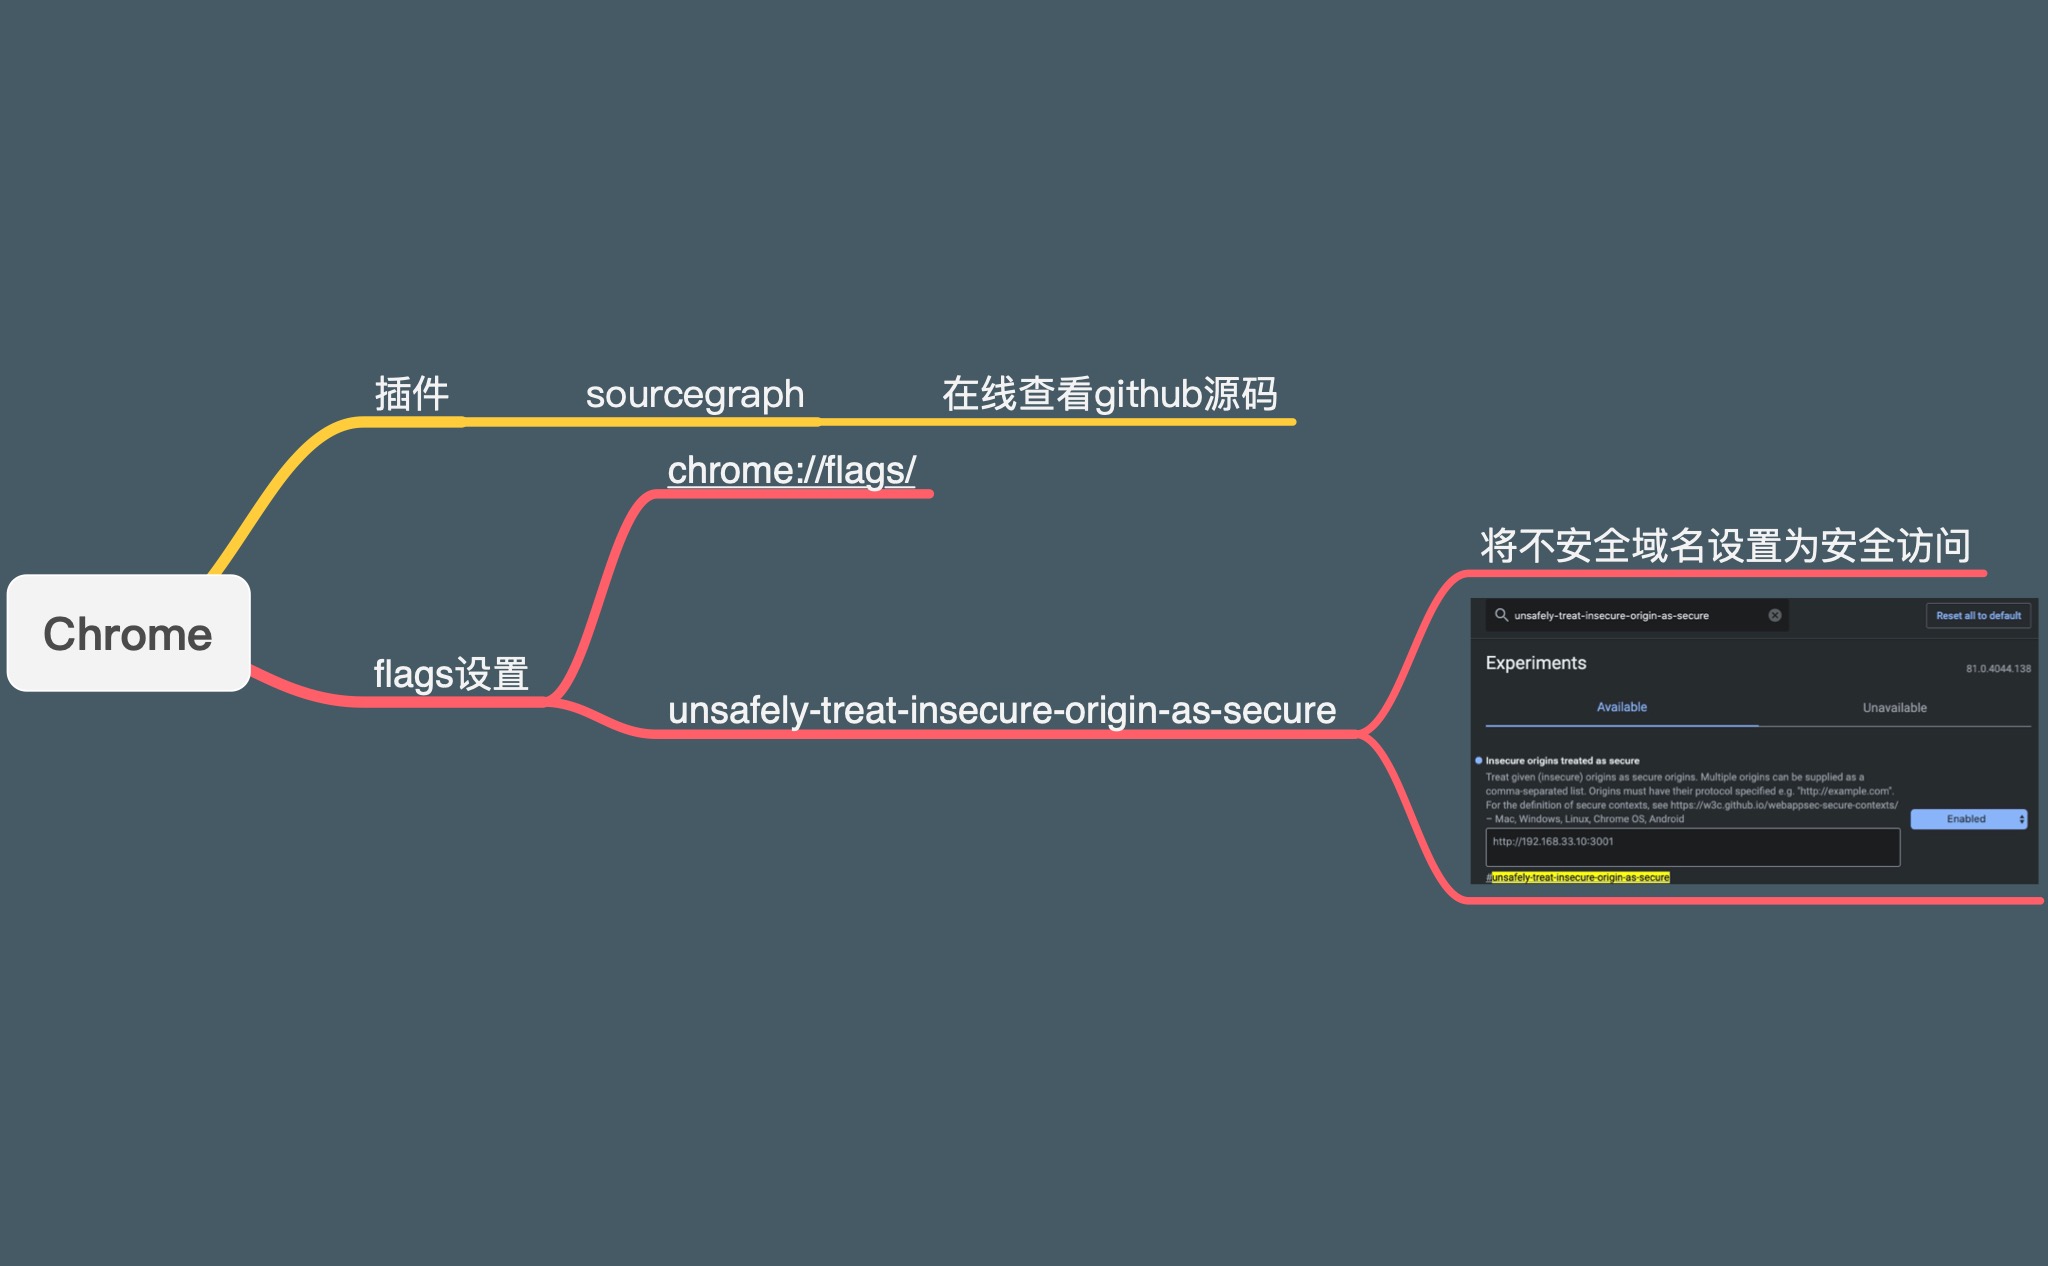 插件
sourcegraph
在线查看github源码
chrome://flags/
Chrome
flags设置
unsafely-treat-insecure-origin-as-secure
将不安全域名设置为安全访问
unsafely-treat-insecure-origin-as-secure
Reset all to default
Experiments
81.0.4044.138
Available
Unavailable
Insecure origins treated as secure
Treat given (insecure) origins as secure origins. Multiple origins can be supplied as a
comma-separated list. Origins must have their protocol specified e.g. "http://example.com".
For the definition of secure contexts, see https://w3c.github.io/webappsec-secure-contexts/
– Mac, Windows, Linux, Chrome OS, Android
Enabled
http://192.168.33.10:3001
#unsafely-treat-insecure-origin-as-secure